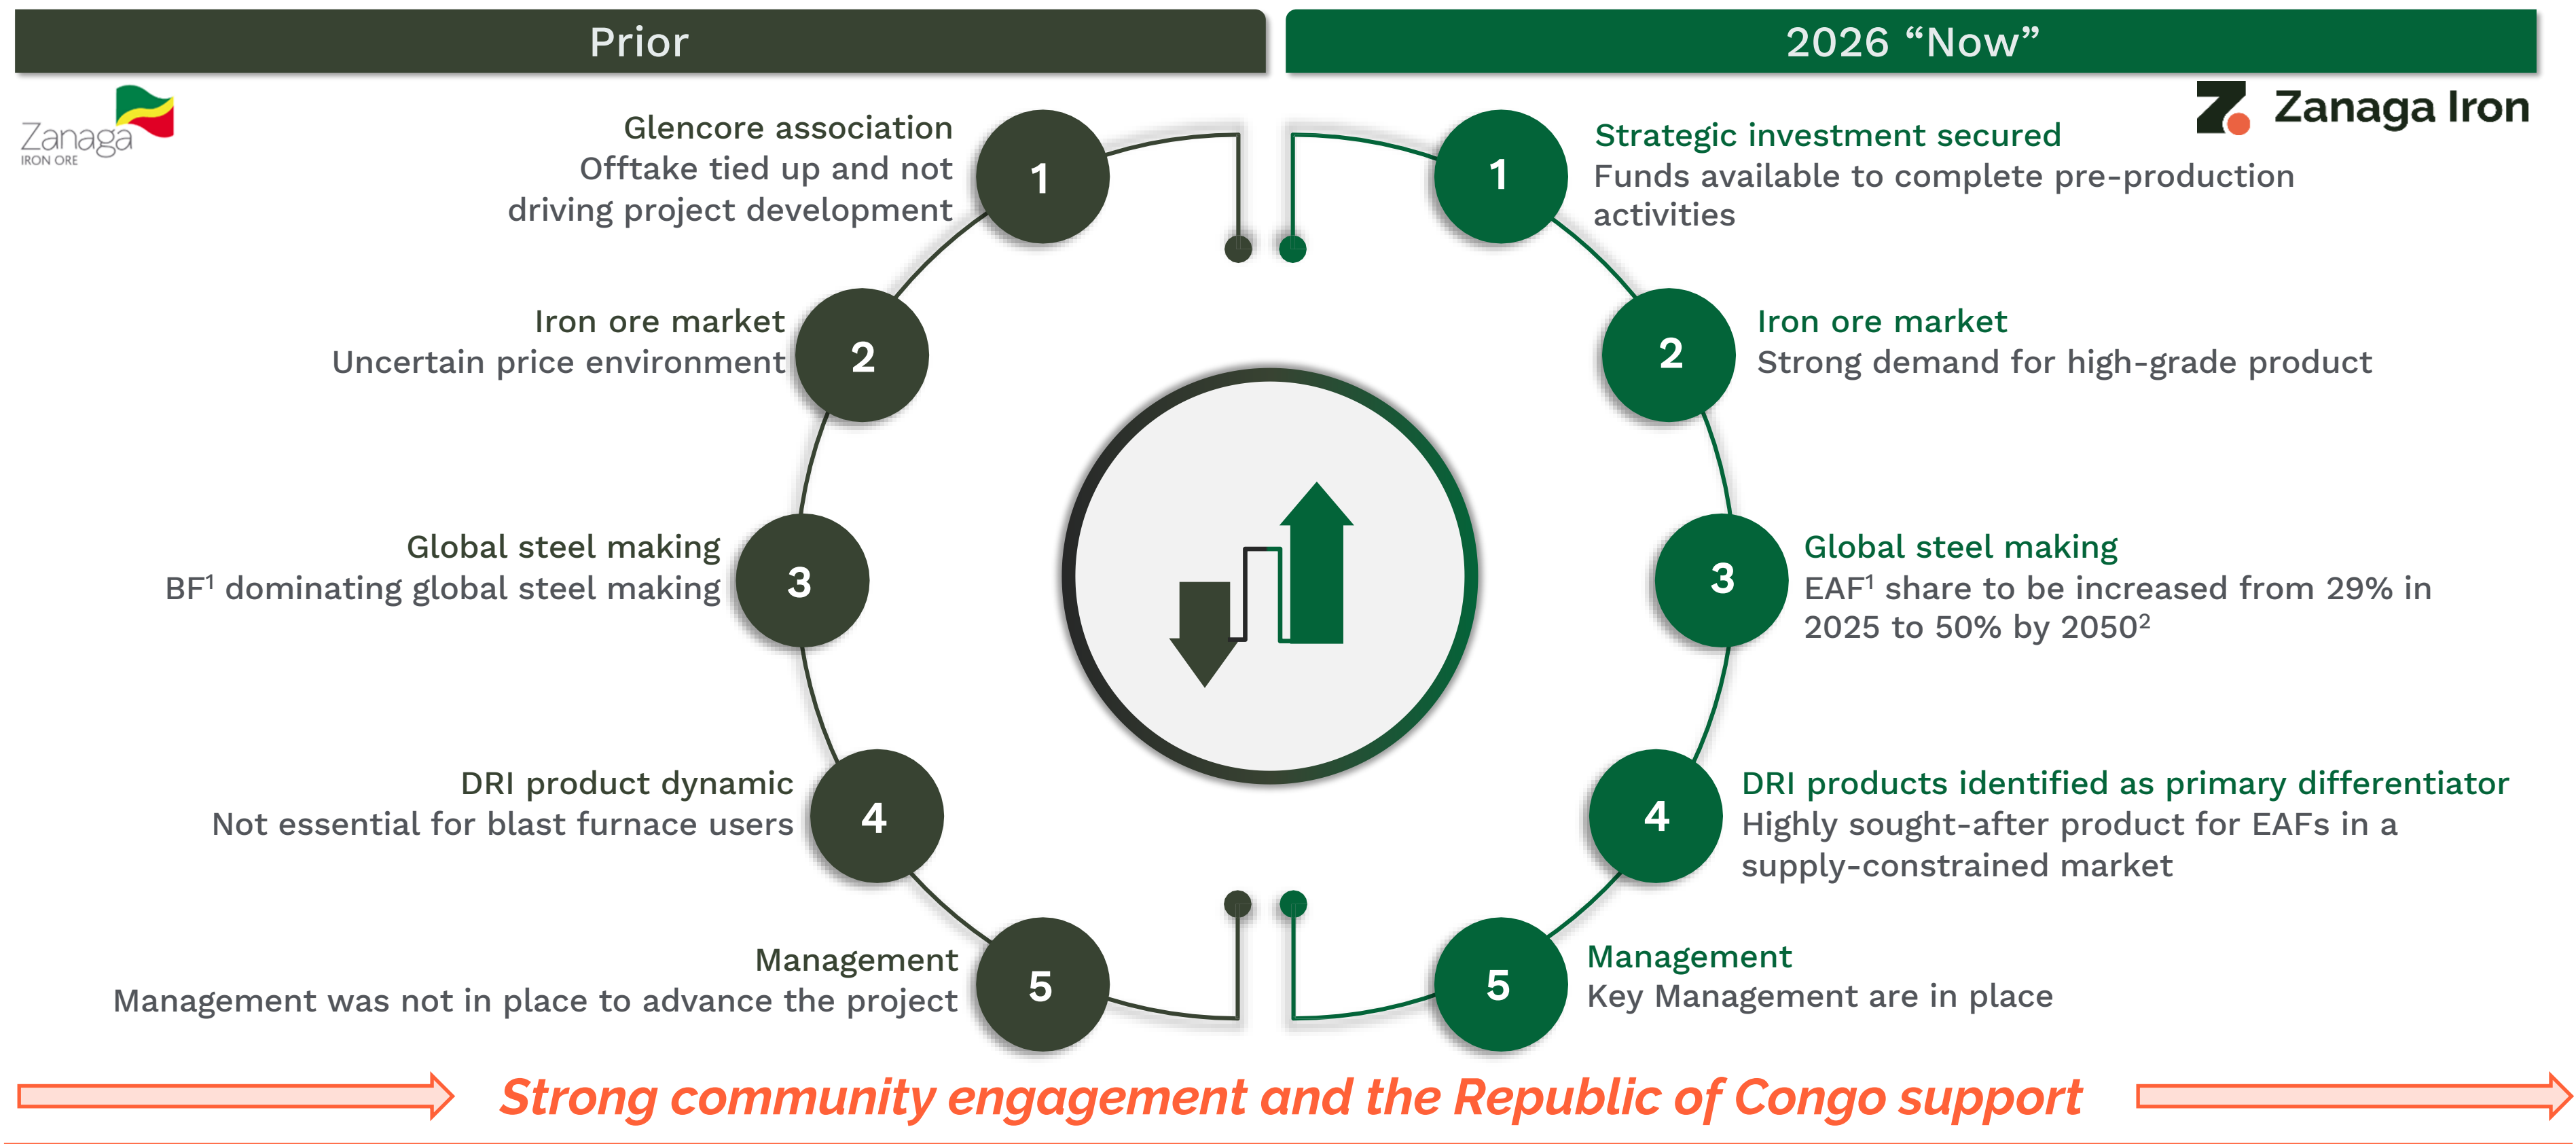 Prior
Zanaga
IRON ORE
Glencore association
Offtake tied up and not
driving project development
1
Iron ore market
Uncertain price environment
2
Global steel making
BF¹ dominating global steel making
3
DRI product dynamic
Not essential for blast furnace users
4
Management
Management was not in place to advance the project
5
2026 “Now”
Zanaga Iron
1
Strategic investment secured
Funds available to complete pre-production
activities
2
Iron ore market
Strong demand for high-grade product
3
Global steel making
EAF¹ share to be increased from 29% in
2025 to 50% by 2050²
4
DRI products identified as primary differentiator
Highly sought-after product for EAFs in a
supply-constrained market
5
Management
Key Management are in place
Strong community engagement and the Republic of Congo support